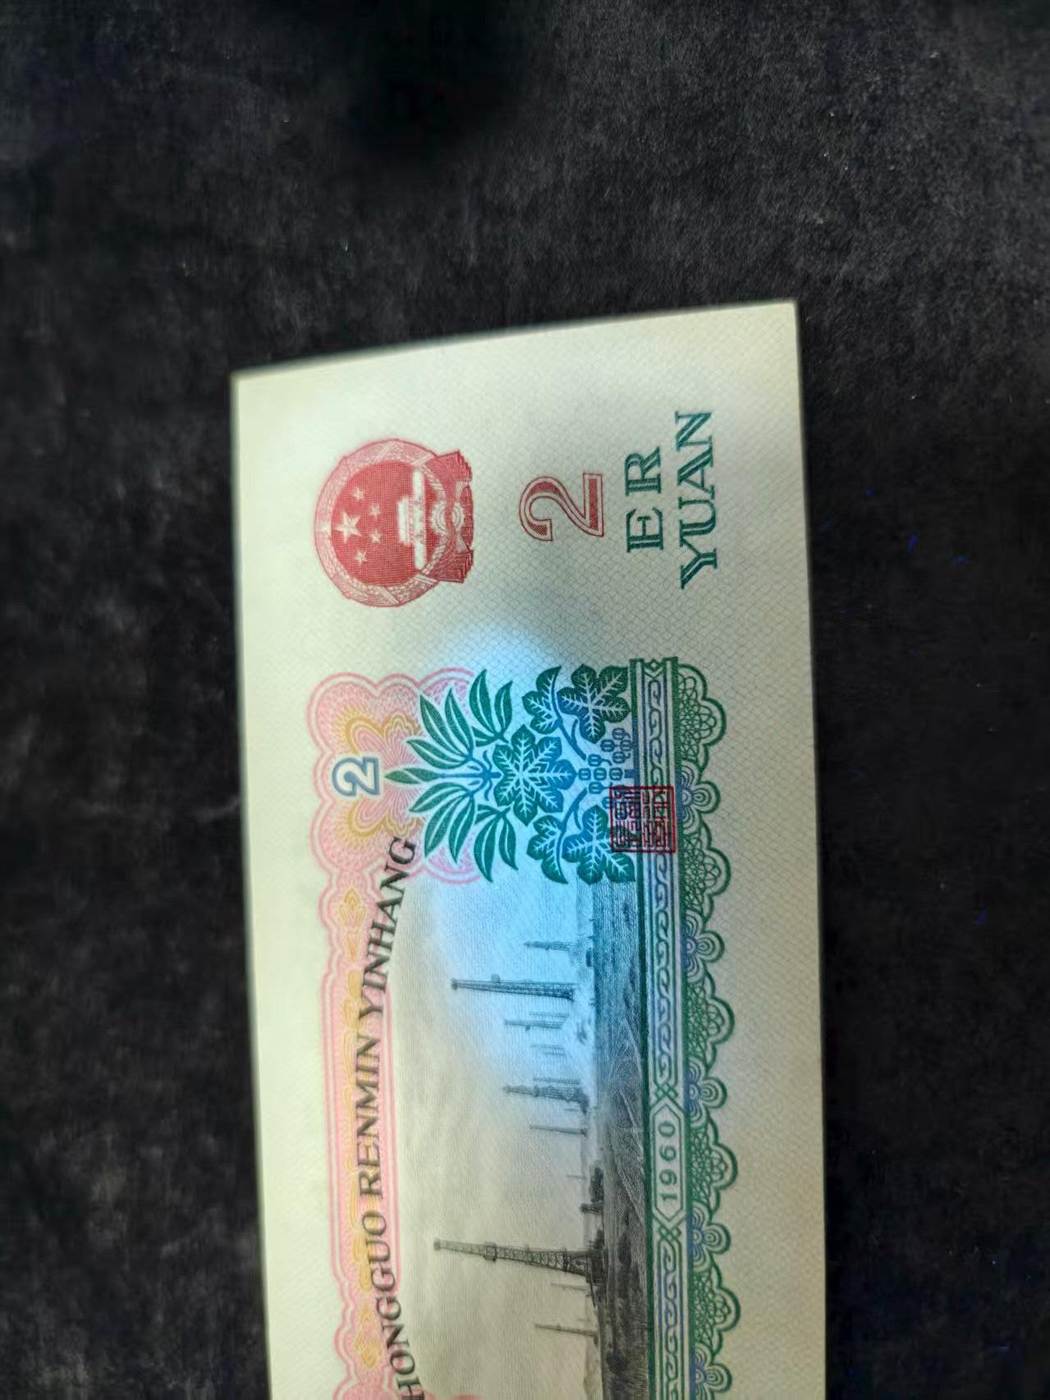 2
HONGGUO RENMIN YINHANG
2
ER
YUAN
1960